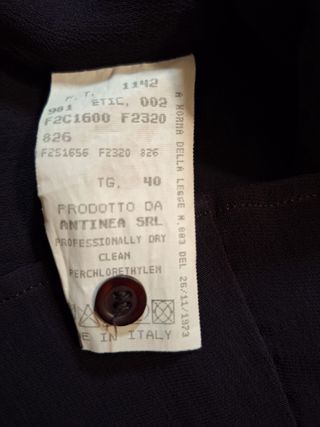 P.T. 1142
981 ETIC. 002
F2C1600 F2320
826
F2S1656 F2320 826
TG. 40
PRODOTTO DA
ANTINEA SRL
PROFESSIONALLY DRY
CLEAN
PERCHLORETHYLEN
E IN ITALY
A NORMA DELLA LEGGE N.883 DEL 26/11/1973